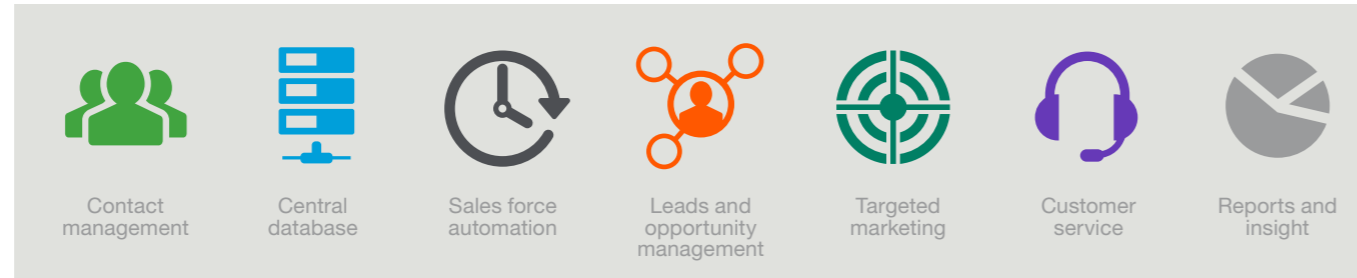 Contact
management
Central
database
Sales force
automation
Leads and
opportunity
management
Targeted
marketing
Customer
service
Reports and
insight